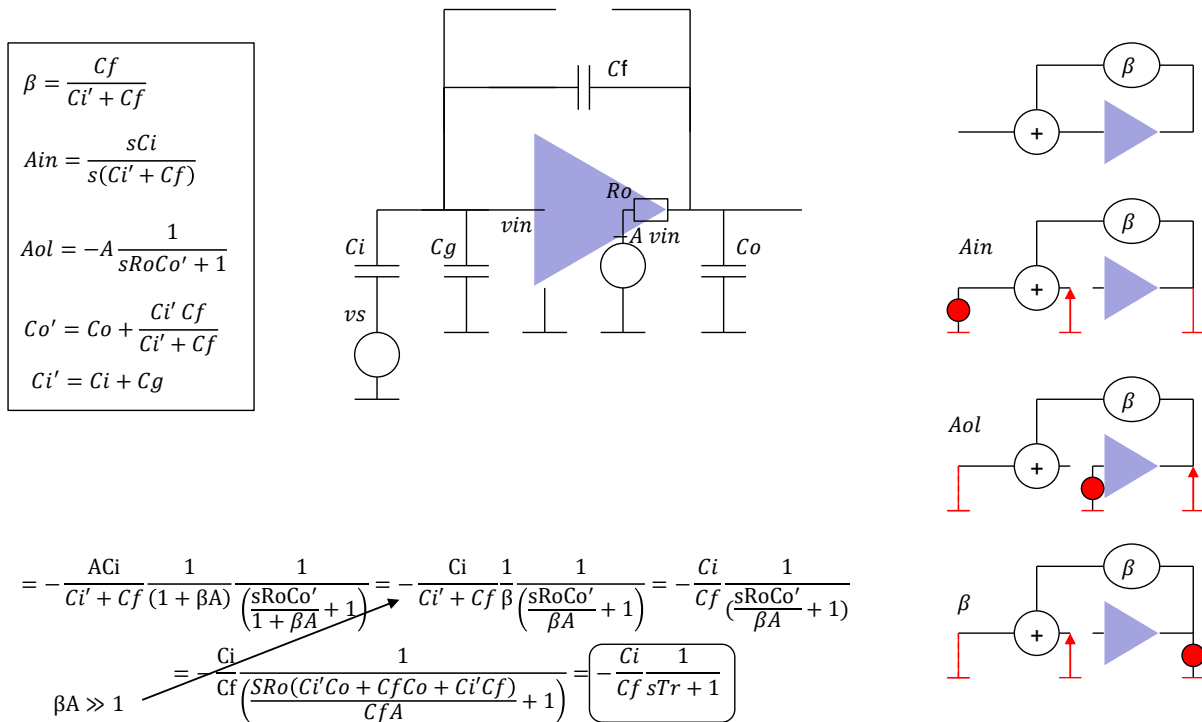 β = Cf / (Ci′ + Cf)
Ain = sCi / (s(Ci′ + Cf))
Aol = −A 1 / (sRoCo′ + 1)
Co′ = Co + Ci′ Cf / (Ci′ + Cf)
Ci′ = Ci + Cg
Cf
Ro
vin
−A vin
Ci
Cg
Co
vs
β
+
Ain
β
+
Aol
β
+
β
β
+
= − ACi / (Ci′ + Cf) 1 / (1 + βA) 1 / (sRoCo′ / (1 + βA) + 1) = − Ci / (Ci′ + Cf) 1 / β 1 / (sRoCo′ / βA + 1) = − Ci / Cf 1 / (sRoCo′ / βA + 1)
= − Ci / Cf 1 / (SRo(Ci′Co + CfCo + Ci′Cf) / CfA + 1) = − Ci / Cf 1 / (sTr + 1)
βA ≫ 1